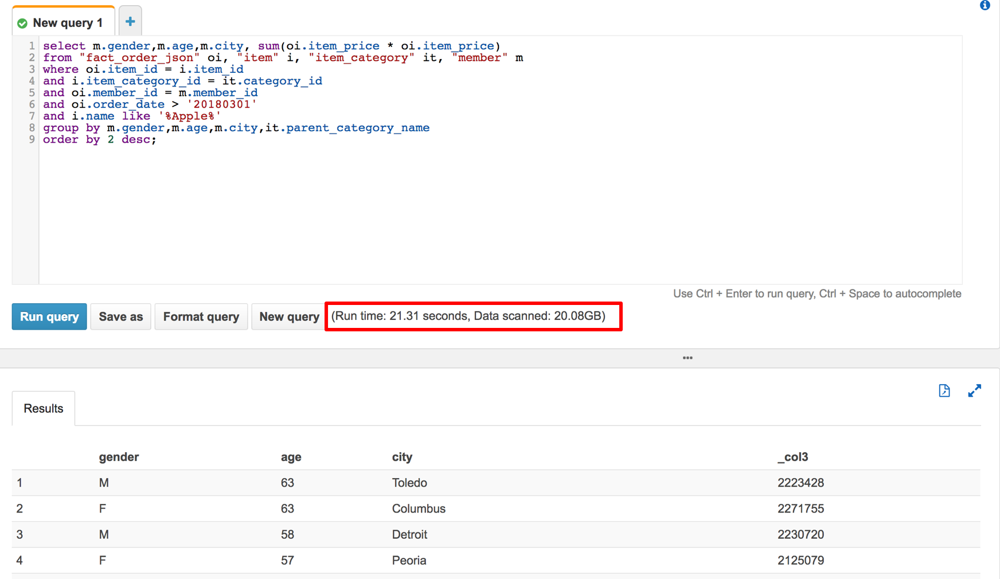 New query 1
1 select m.gender,m.age,m.city, sum(oi.item_price * oi.item_price)
2 from "fact_order_json" oi, "item" i, "item_category" it, "member" m
3 where oi.item_id = i.item_id
4 and i.item_category_id = it.category_id
5 and oi.member_id = m.member_id
6 and oi.order_date > '20180301'
7 and i.name like '%Apple%'
8 group by m.gender,m.age,m.city,it.parent_category_name
9 order by 2 desc;
Use Ctrl + Enter to run query, Ctrl + Space to autocomplete
Run query Save as Format query New query (Run time: 21.31 seconds, Data scanned: 20.08GB)
Results
gender age city _col3
1 M 63 Toledo 2223428
2 F 63 Columbus 2271755
3 M 58 Detroit 2230720
4 F 57 Peoria 2125079